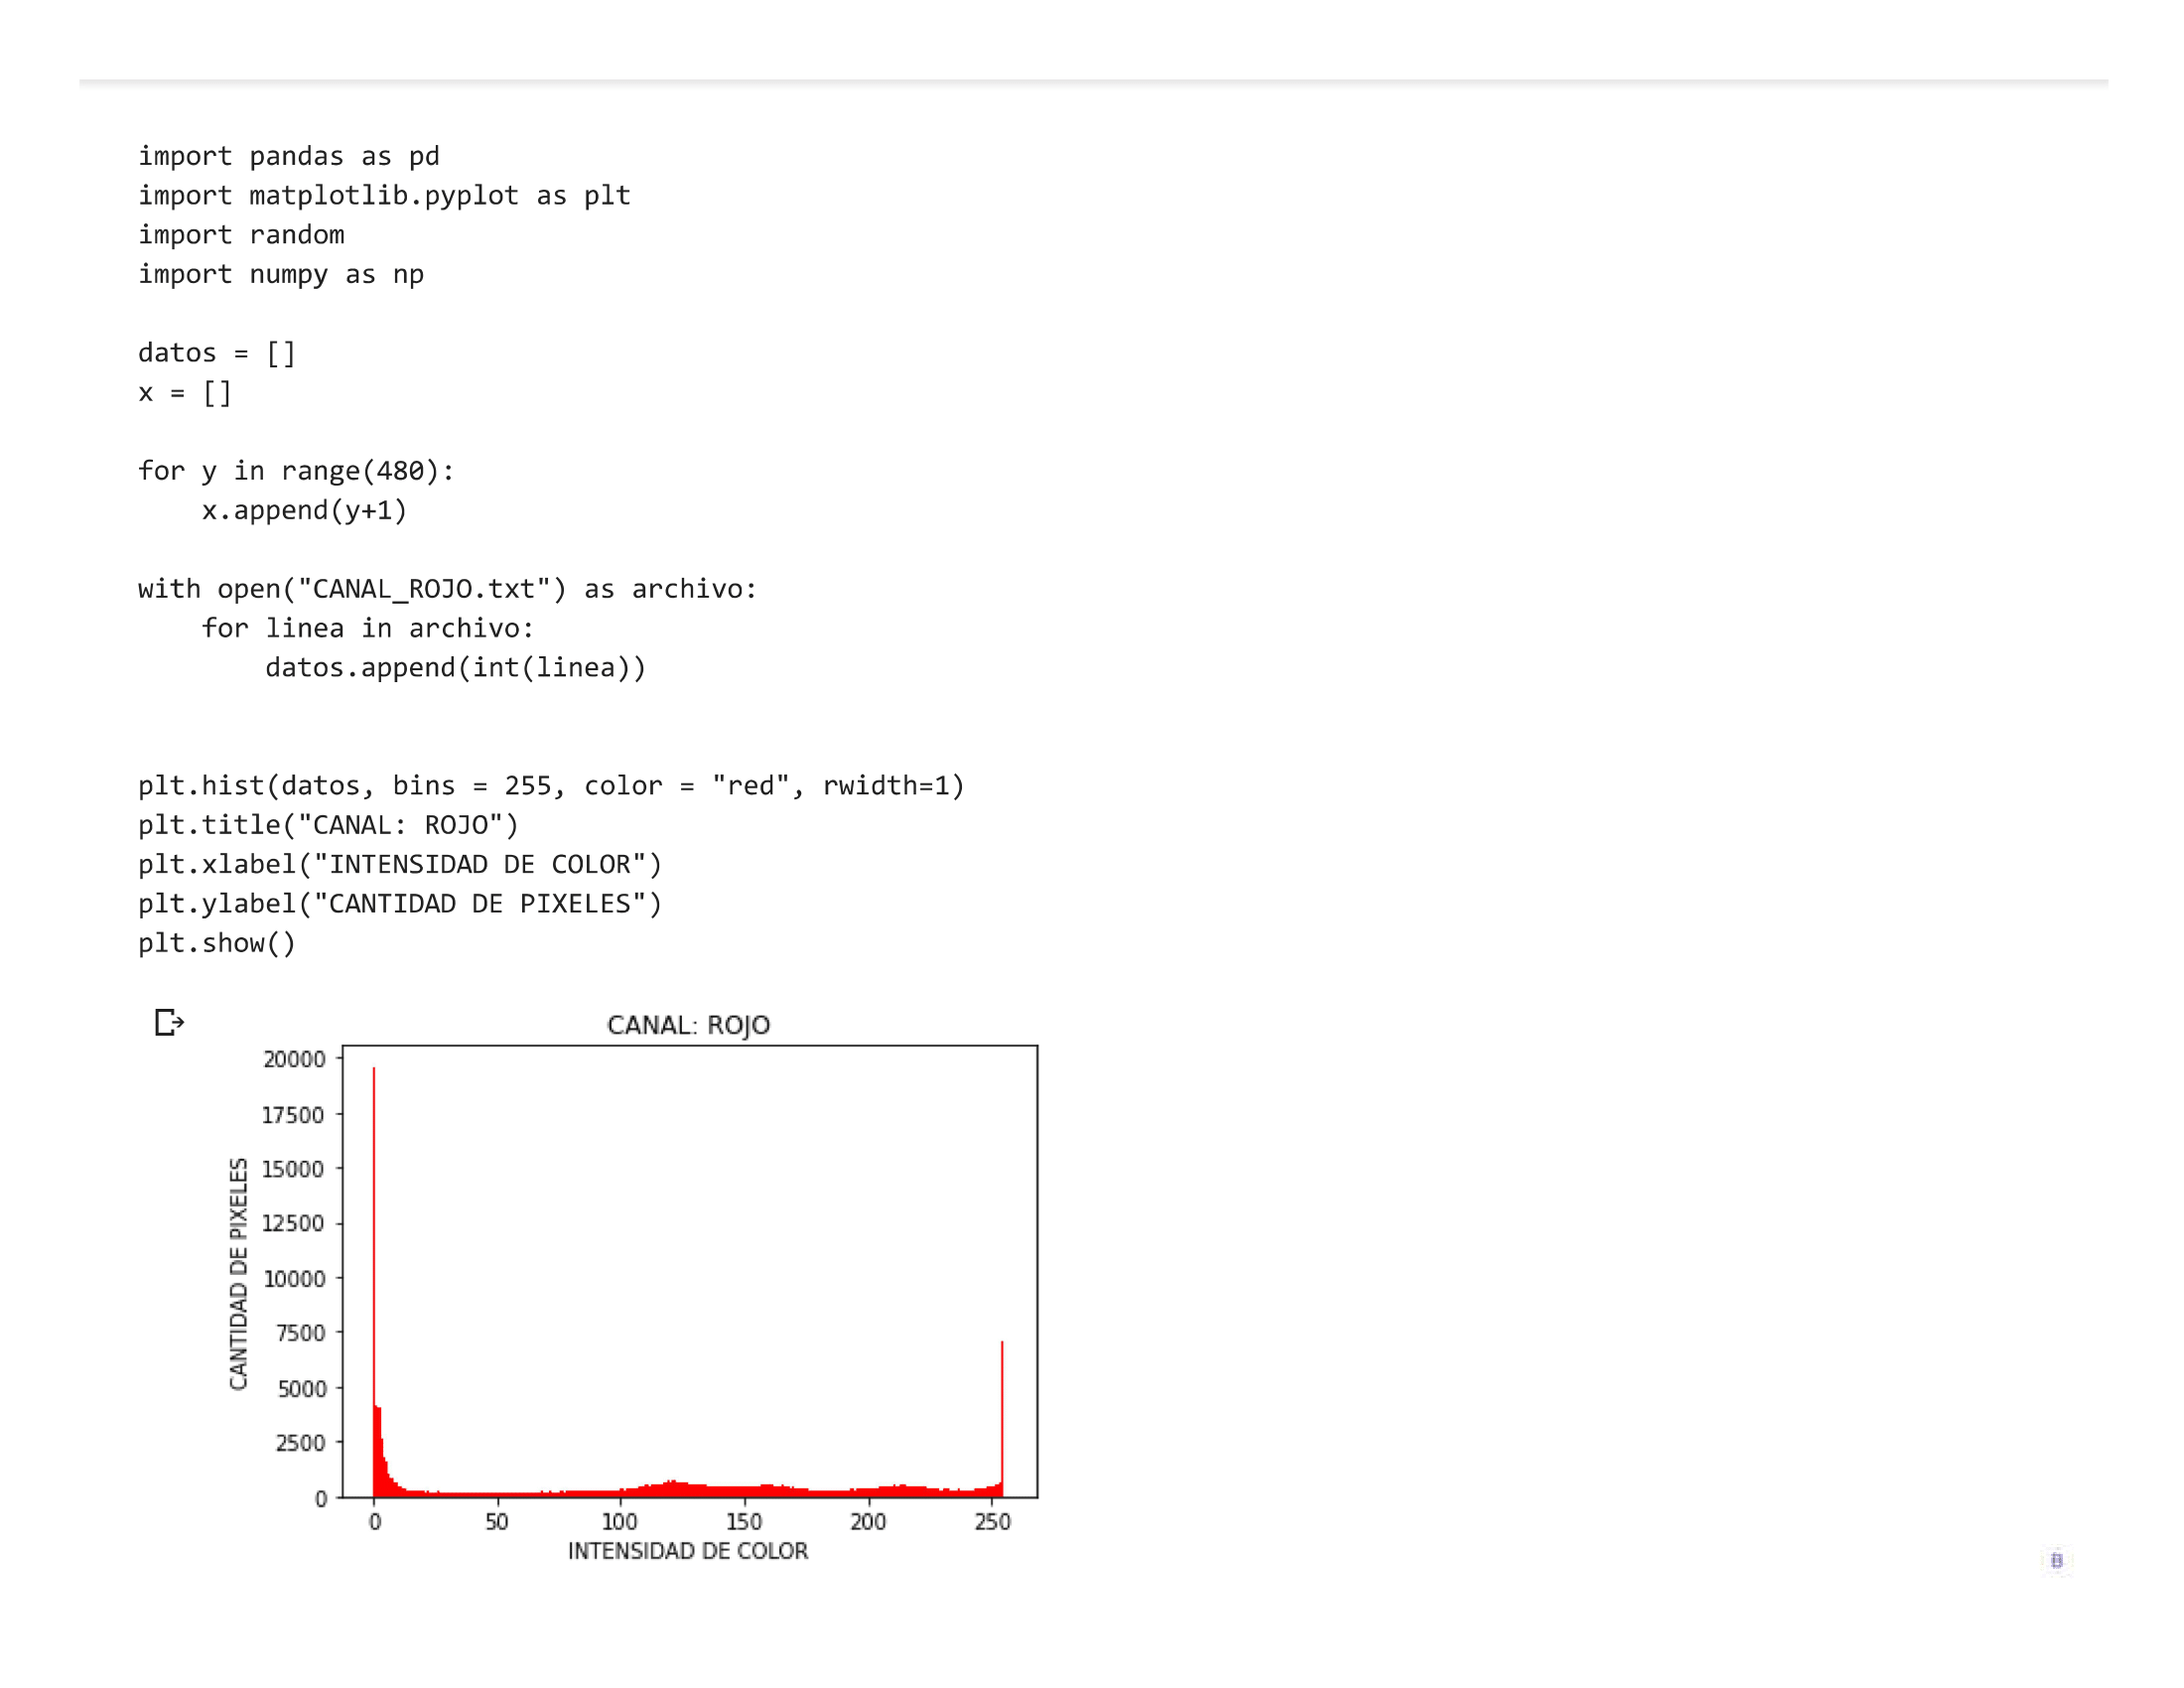 import pandas as pd
import matplotlib.pyplot as plt
import random
import numpy as np
datos = []
x = []
for y in range(480):
    x.append(y+1)
with open("CANAL_ROJO.txt") as archivo:
    for linea in archivo:
        datos.append(int(linea))
plt.hist(datos, bins = 255, color = "red", rwidth=1)
plt.title("CANAL: ROJO")
plt.xlabel("INTENSIDAD DE COLOR")
plt.ylabel("CANTIDAD DE PIXELES")
plt.show()
CANAL: ROJO
CANTIDAD DE PIXELES
20000
17500
15000
12500
10000
7500
5000
2500
0
0 50 100 150 200 250
INTENSIDAD DE COLOR